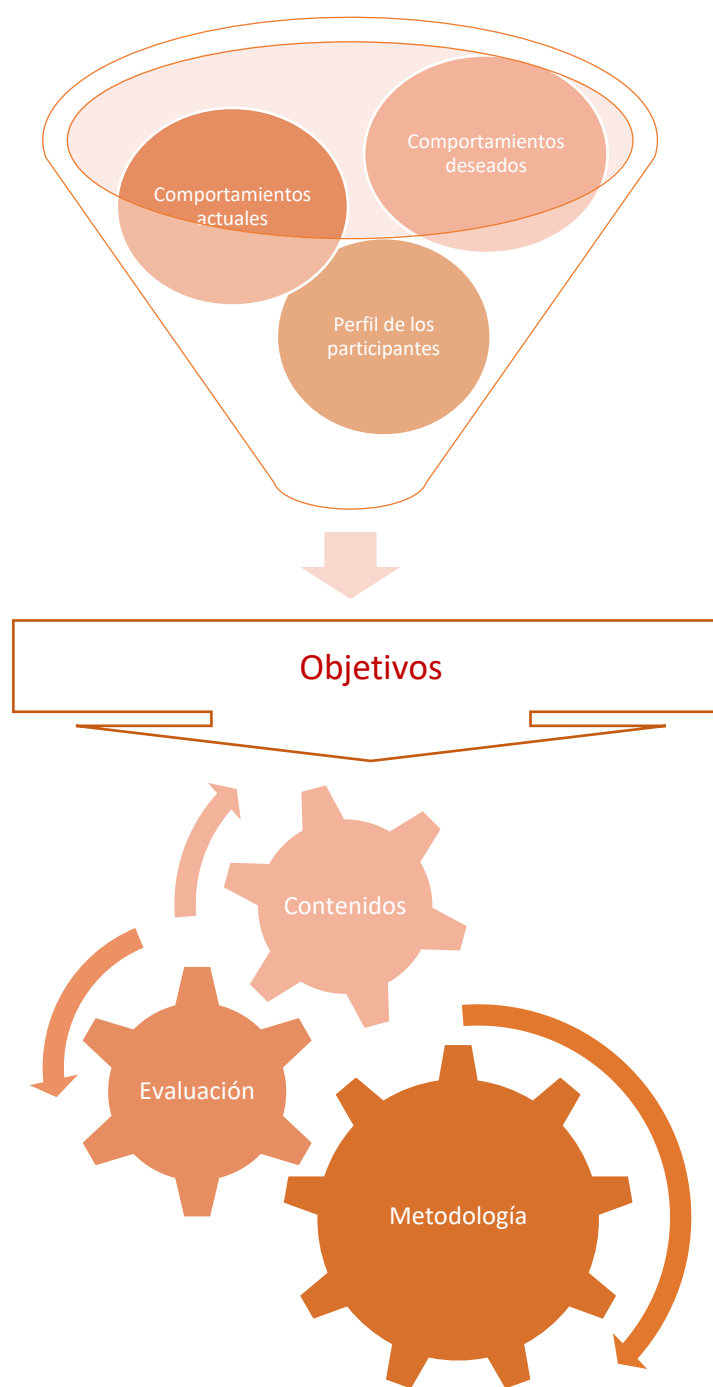 Comportamientos
deseados
Comportamientos
actuales
Perfil de los
participantes
Objetivos
Contenidos
Evaluación
Metodología